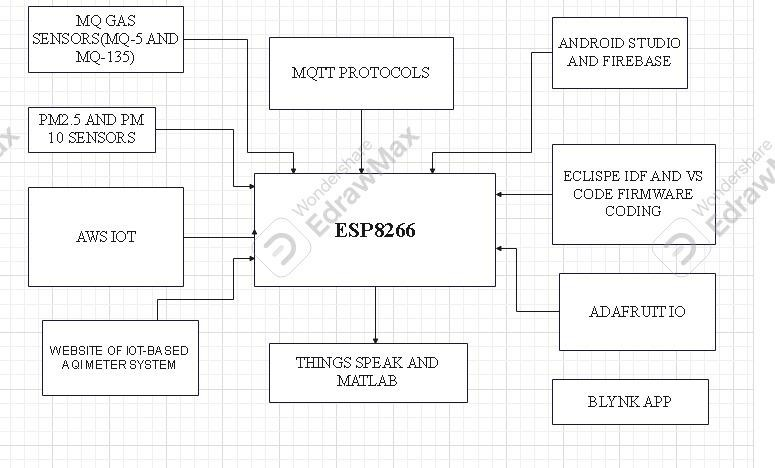 MQ GAS
SENSORS(MQ-5 AND
MQ-135)
MQTT PROTOCOLS
ANDROID STUDIO
AND FIREBASE
PM2.5 AND PM
10 SENSORS
ECLISPE IDF AND VS
CODE FIRMWARE
CODING
AWS IOT
ESP8266
ADAFRUIT IO
WEBSITE OF IOT-BASED
AQI METER SYSTEM
THINGS SPEAK AND
MATLAB
BLYNK APP
Wondershare
EdrawMax
Wondershare
EdrawMax